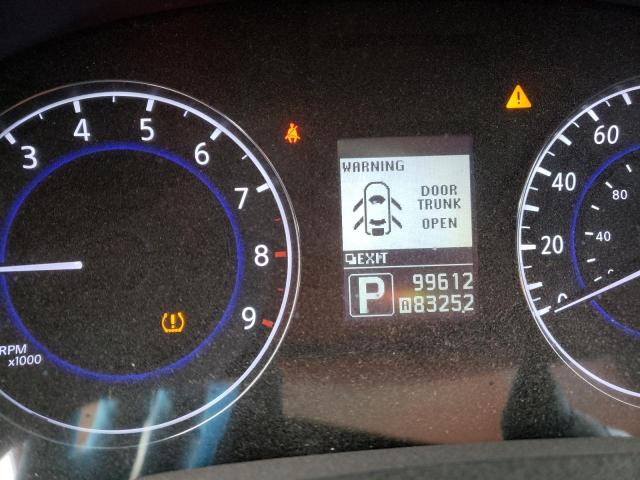 3 4 5 6 7 8 9
RPM
x1000
WARNING
DOOR
TRUNK
OPEN
EXIT
P
99612
A 83252
0 20 40 60
40 80